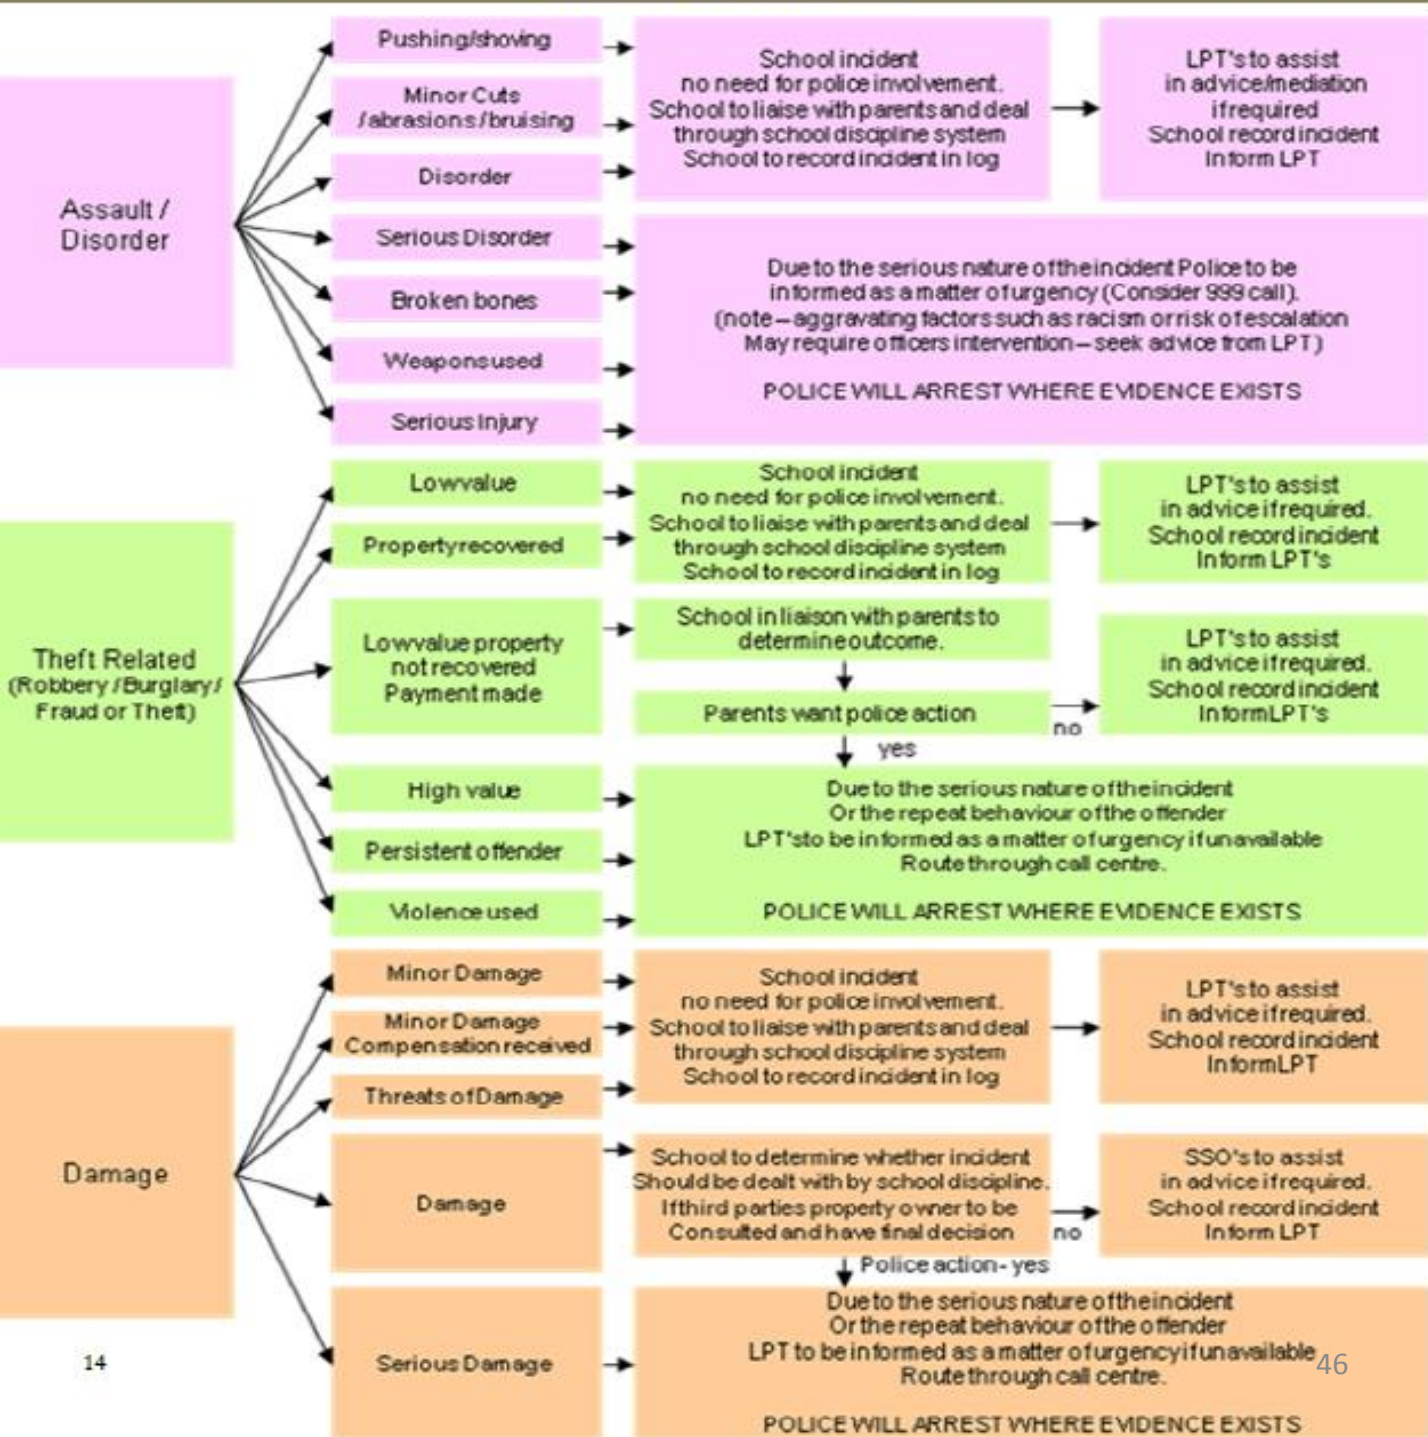 Assault /
Disorder
Pushing/shoving
Minor Cuts
/abrasions/bruising
Disorder
Serious Disorder
Broken bones
Weapons used
Serious Injury
School incident
no need for police involvement.
School to liaise with parents and deal
through school discipline system
School to record incident in log
LPT's to assist
in advice/mediation
if required
School record incident
Inform LPT
Due to the serious nature of the incident Police to be
informed as a matter of urgency (Consider 999 call).
(note – aggravating factors such as racism or risk of escalation
May require officers intervention – seek advice from LPT)
POLICE WILL ARREST WHERE EVIDENCE EXISTS
Theft Related
(Robbery /Burglary/
Fraud or Theft)
Low value
Property recovered
Low value property
not recovered
Payment made
High value
Persistent offender
Violence used
School incident
no need for police involvement.
School to liaise with parents and deal
through school discipline system
School to record incident in log
LPT's to assist
in advice if required.
School record incident
Inform LPT's
School in liaison with parents to
determine outcome.
Parents want police action
no
yes
LPT's to assist
in advice if required.
School record incident
Inform LPT's
Due to the serious nature of the incident
Or the repeat behaviour of the offender
LPT's to be informed as a matter of urgency if unavailable
Route through call centre.
POLICE WILL ARREST WHERE EVIDENCE EXISTS
Damage
Minor Damage
Minor Damage
Compensation received
Threats of Damage
Damage
Serious Damage
School incident
no need for police involvement.
School to liaise with parents and deal
through school discipline system
School to record incident in log
LPT's to assist
in advice if required.
School record incident
Inform LPT
School to determine whether incident
Should be dealt with by school discipline.
If third parties property owner to be
Consulted and have final decision
no
Police action- yes
SSO's to assist
in advice if required.
School record incident
Inform LPT
Due to the serious nature of the incident
Or the repeat behaviour of the offender
LPT to be informed as a matter of urgency if unavailable
Route through call centre.
POLICE WILL ARREST WHERE EVIDENCE EXISTS
14
46